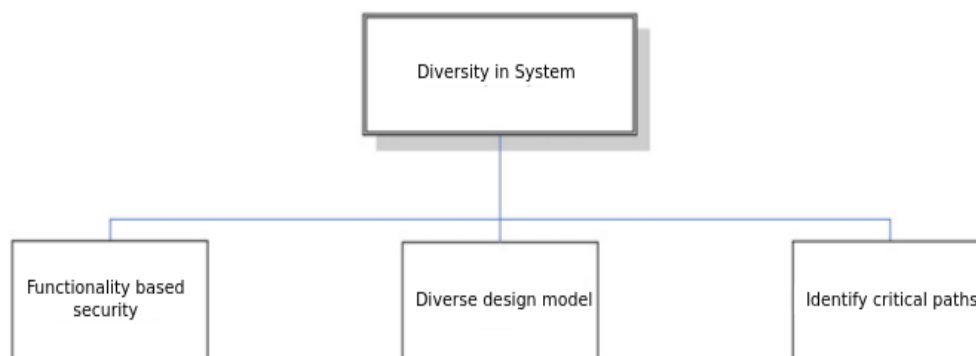 Diversity in System
Functionality based
security
Diverse design model
Identify critical paths